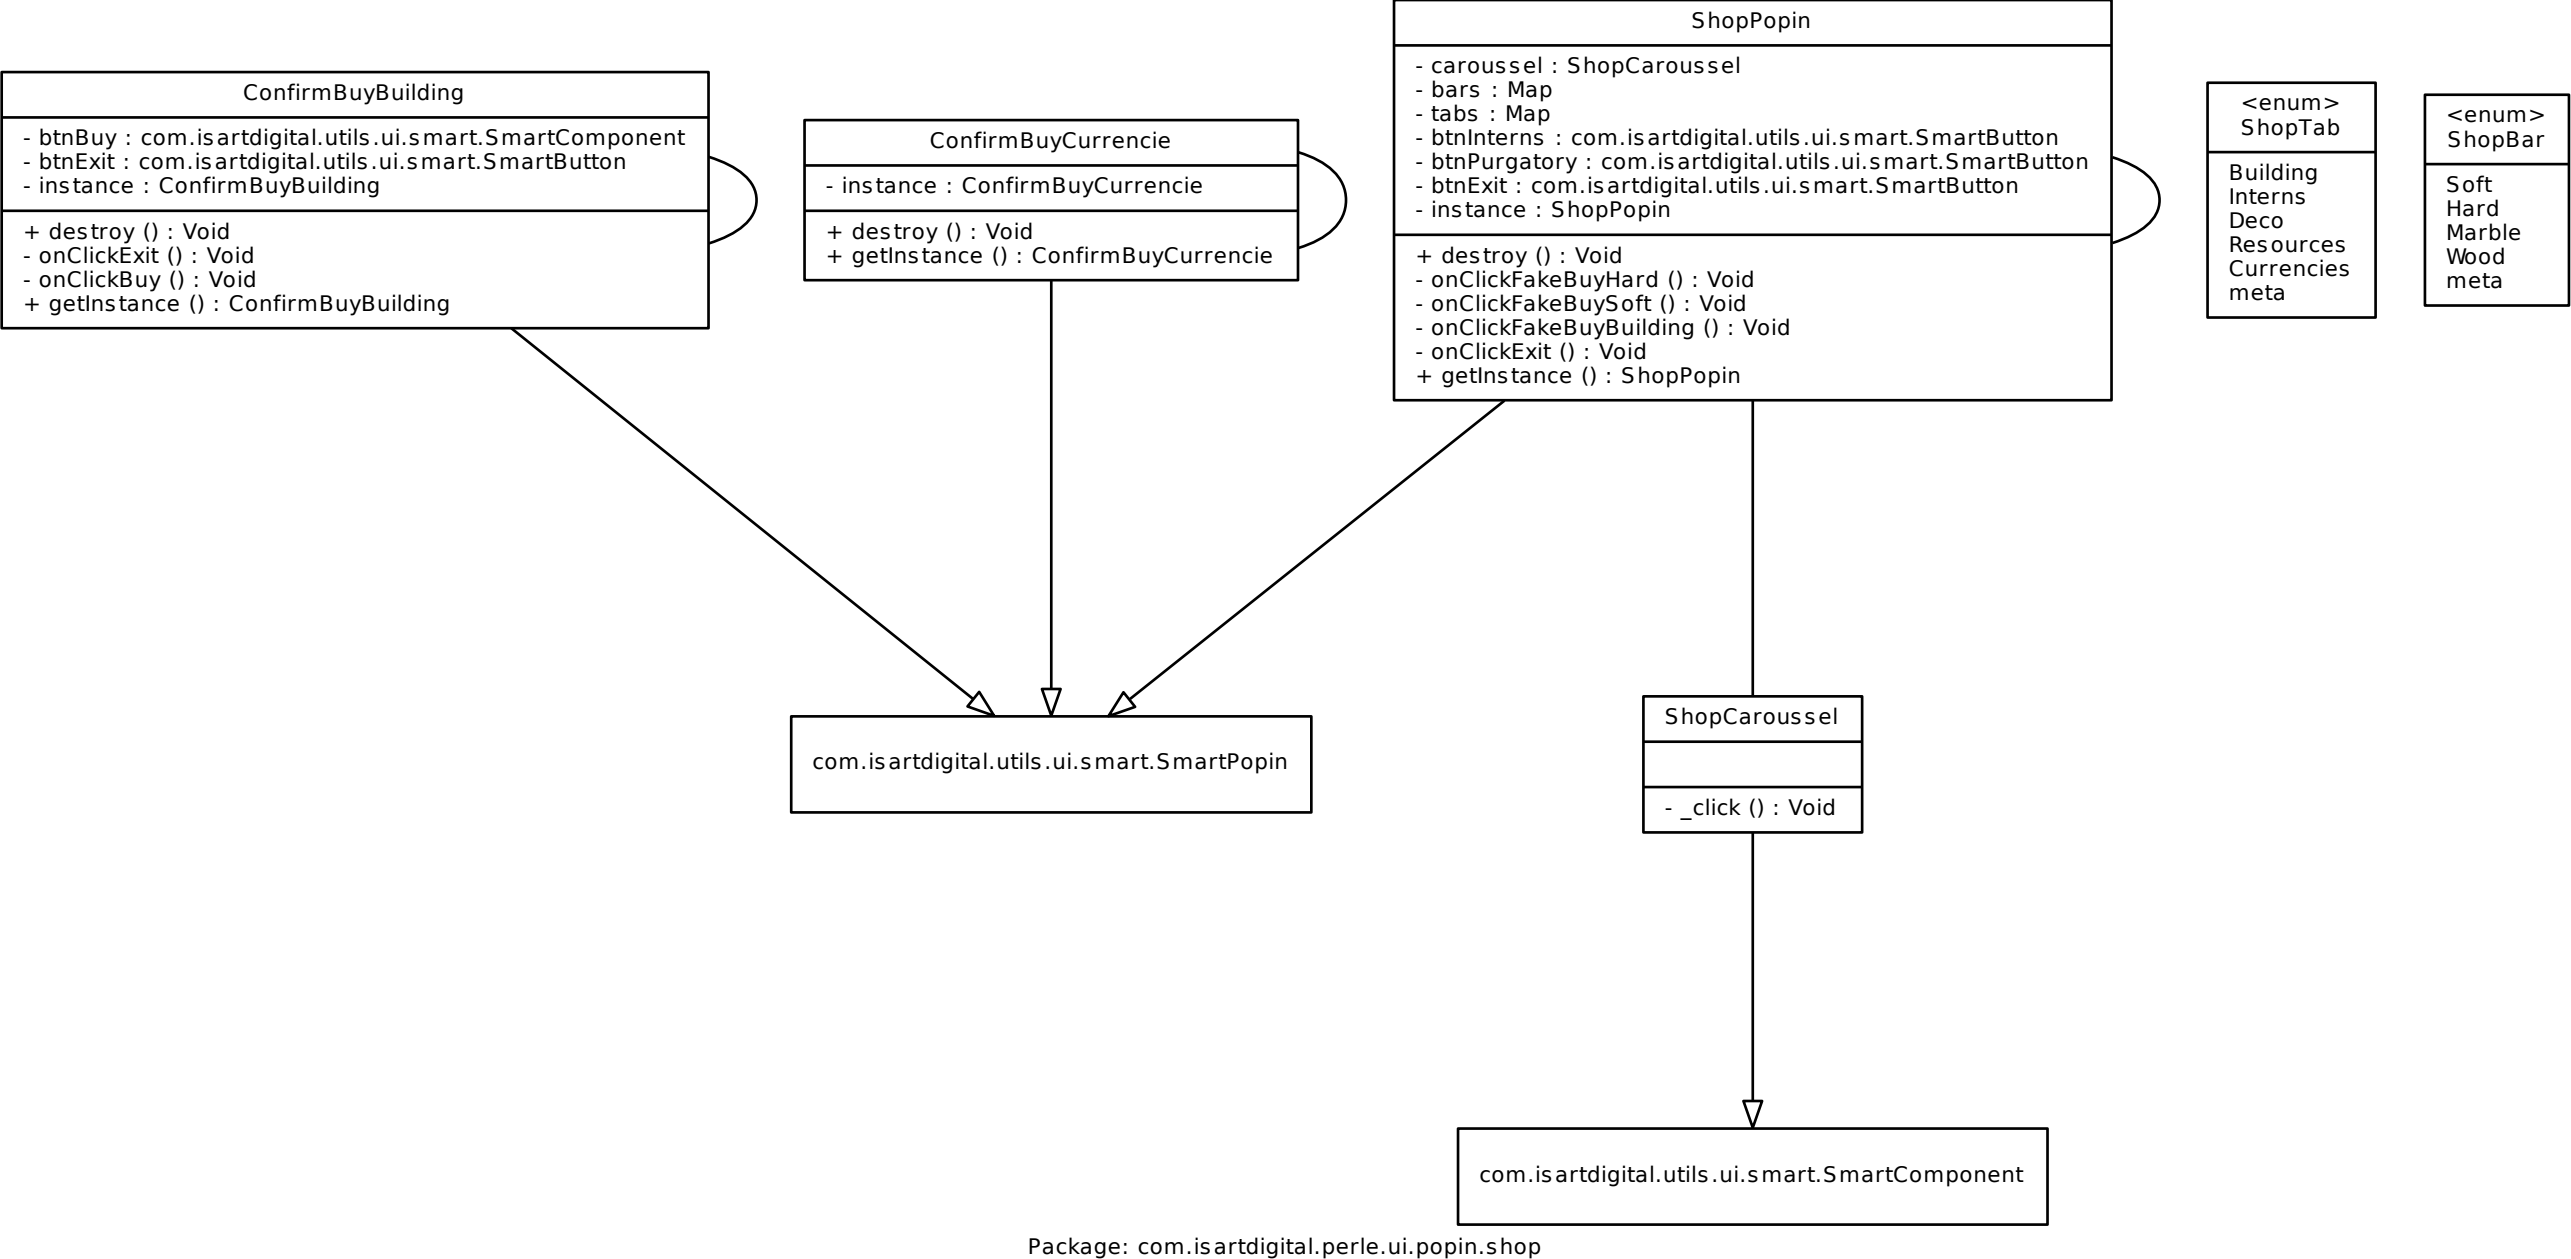 ConfirmBuyBuilding
- btnBuy : com.isartdigital.utils.ui.smart.SmartComponent
- btnExit : com.isartdigital.utils.ui.smart.SmartButton
- instance : ConfirmBuyBuilding
+ destroy () : Void
- onClickExit () : Void
- onClickBuy () : Void
+ getInstance () : ConfirmBuyBuilding
ConfirmBuyCurrencie
- instance : ConfirmBuyCurrencie
+ destroy () : Void
+ getInstance () : ConfirmBuyCurrencie
ShopPopin
- caroussel : ShopCaroussel
- bars : Map
- tabs : Map
- btnInterns : com.isartdigital.utils.ui.smart.SmartButton
- btnPurgatory : com.isartdigital.utils.ui.smart.SmartButton
- btnExit : com.isartdigital.utils.ui.smart.SmartButton
- instance : ShopPopin
+ destroy () : Void
- onClickFakeBuyHard () : Void
- onClickFakeBuySoft () : Void
- onClickFakeBuyBuilding () : Void
- onClickExit () : Void
+ getInstance () : ShopPopin
<enum>
ShopTab
Building
Interns
Deco
Resources
Currencies
meta
<enum>
ShopBar
Soft
Hard
Marble
Wood
meta
com.isartdigital.utils.ui.smart.SmartPopin
ShopCaroussel
- _click () : Void
com.isartdigital.utils.ui.smart.SmartComponent
Package: com.isartdigital.perle.ui.popin.shop